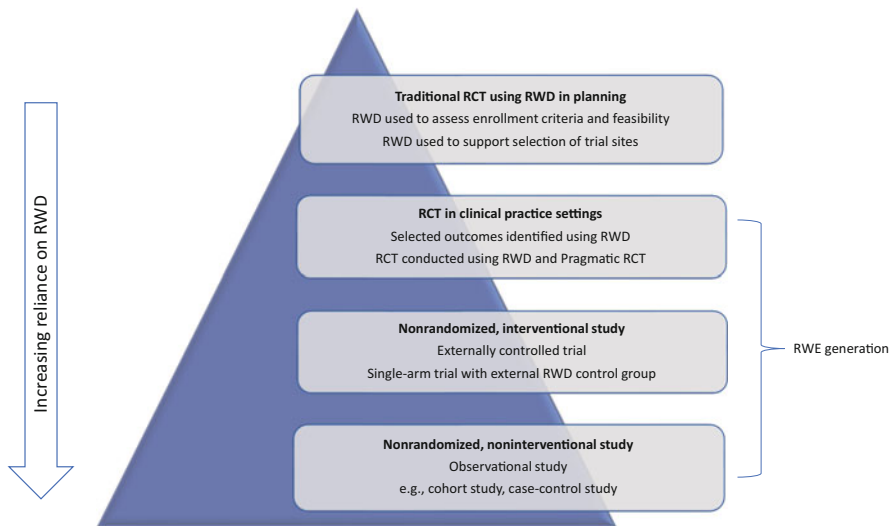 Increasing reliance on RWD
Traditional RCT using RWD in planning
RWD used to assess enrollment criteria and feasibility
RWD used to support selection of trial sites
RCT in clinical practice settings
Selected outcomes identified using RWD
RCT conducted using RWD and Pragmatic RCT
Nonrandomized, interventional study
Externally controlled trial
Single-arm trial with external RWD control group
Nonrandomized, noninterventional study
Observational study
e.g., cohort study, case-control study
RWE generation